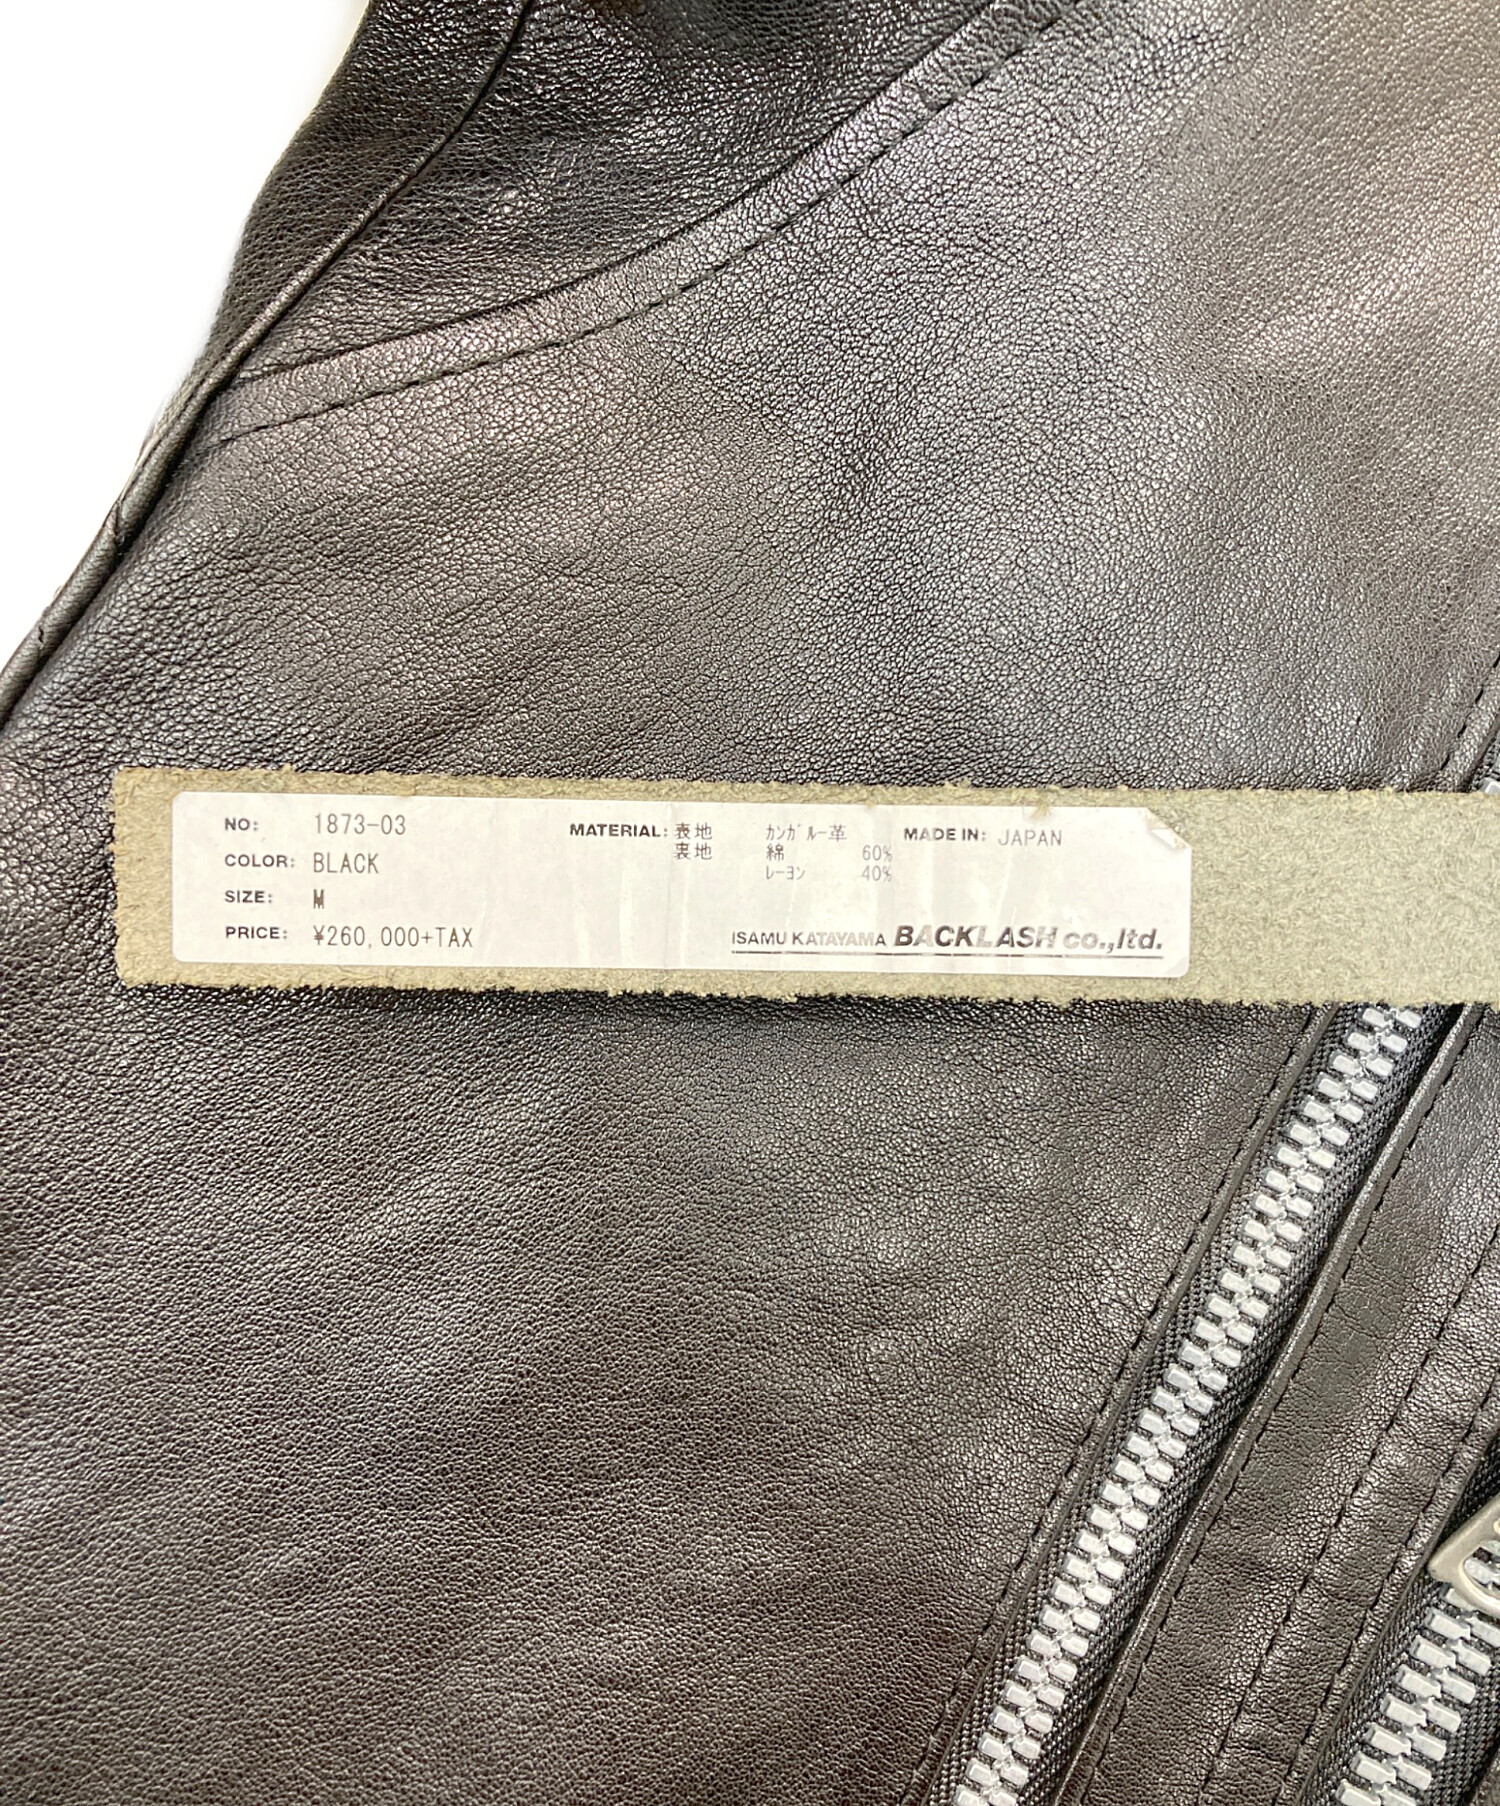 NO: 1873-03
COLOR: BLACK
SIZE: M
PRICE: ¥260,000+TAX
MATERIAL: 表地 カンガルー革
裏地 綿 60%
レーヨン 40%
MADE IN: JAPAN
ISAMU KATAYAMA BACKLASH co.,ltd.